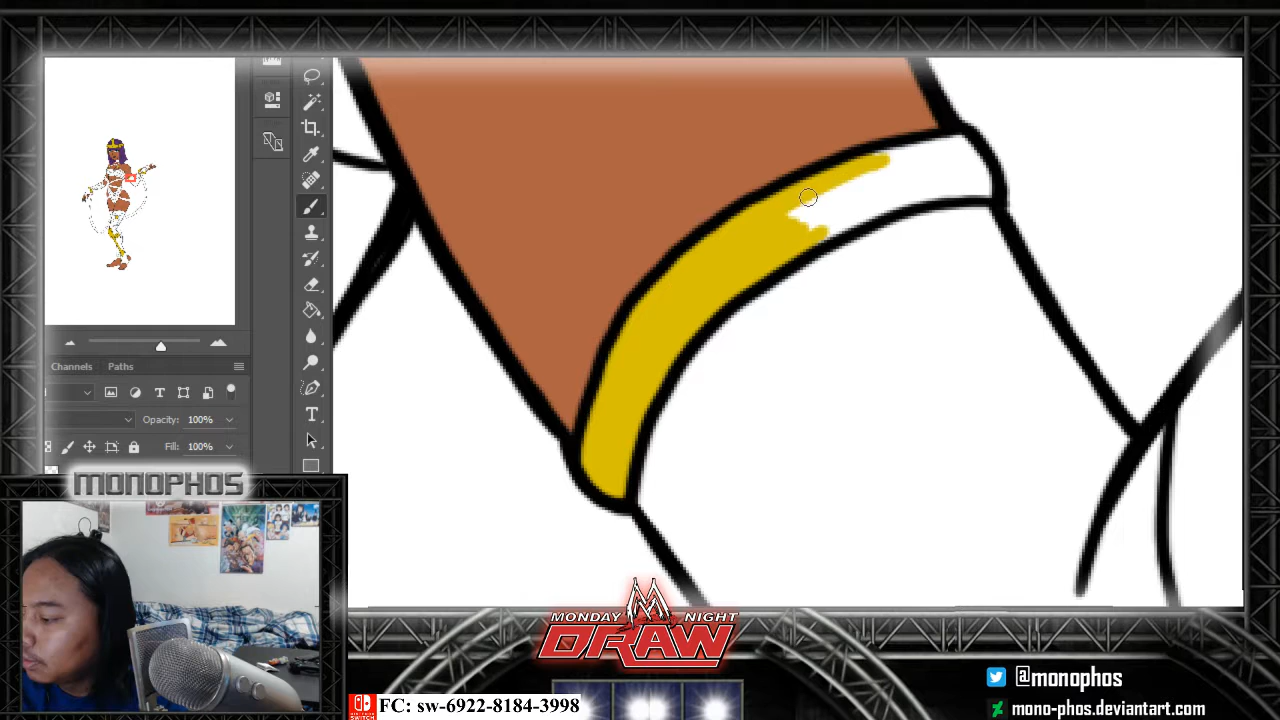 Channels Paths
Opacity: 100%
Fill: 100%
T
MONOPHOS
MONDAY NIGHT
DRAW
FC: sw-6922-8184-3998
@monophos
mono-phos.deviantart.com